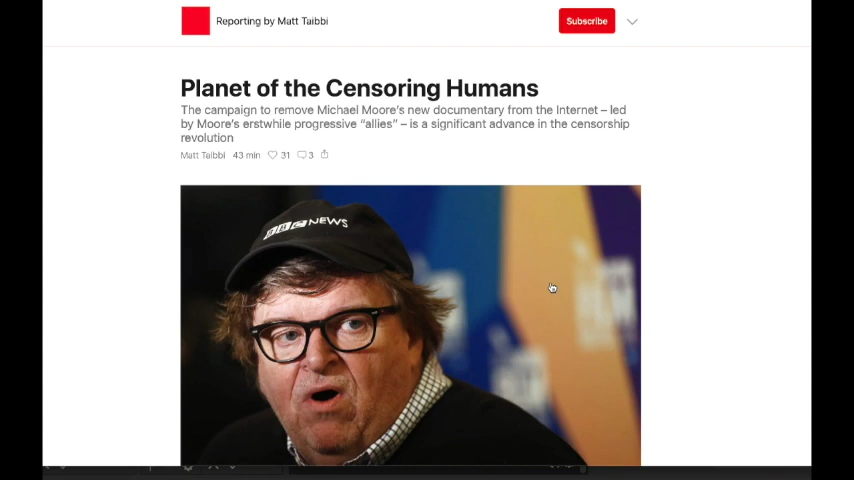 Reporting by Matt Taibbi
Subscribe
Planet of the Censoring Humans
The campaign to remove Michael Moore's new documentary from the Internet – led
by Moore's erstwhile progressive “allies” – is a significant advance in the censorship
revolution
Matt Taibbi 43 min 31 3
BBC NEWS